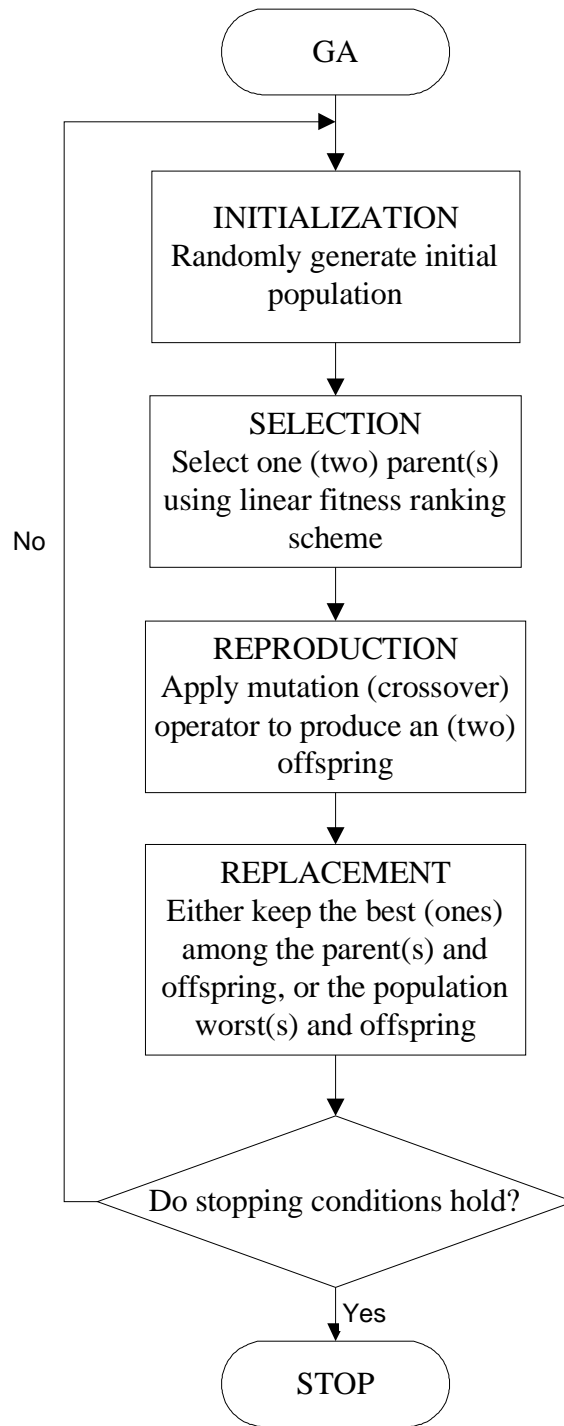 GA
INITIALIZATION
Randomly generate initial
population
SELECTION
Select one (two) parent(s)
using linear fitness ranking
scheme
No
REPRODUCTION
Apply mutation (crossover)
operator to produce an (two)
offspring
REPLACEMENT
Either keep the best (ones)
among the parent(s) and
offspring, or the population
worst(s) and offspring
Do stopping conditions hold?
Yes
STOP